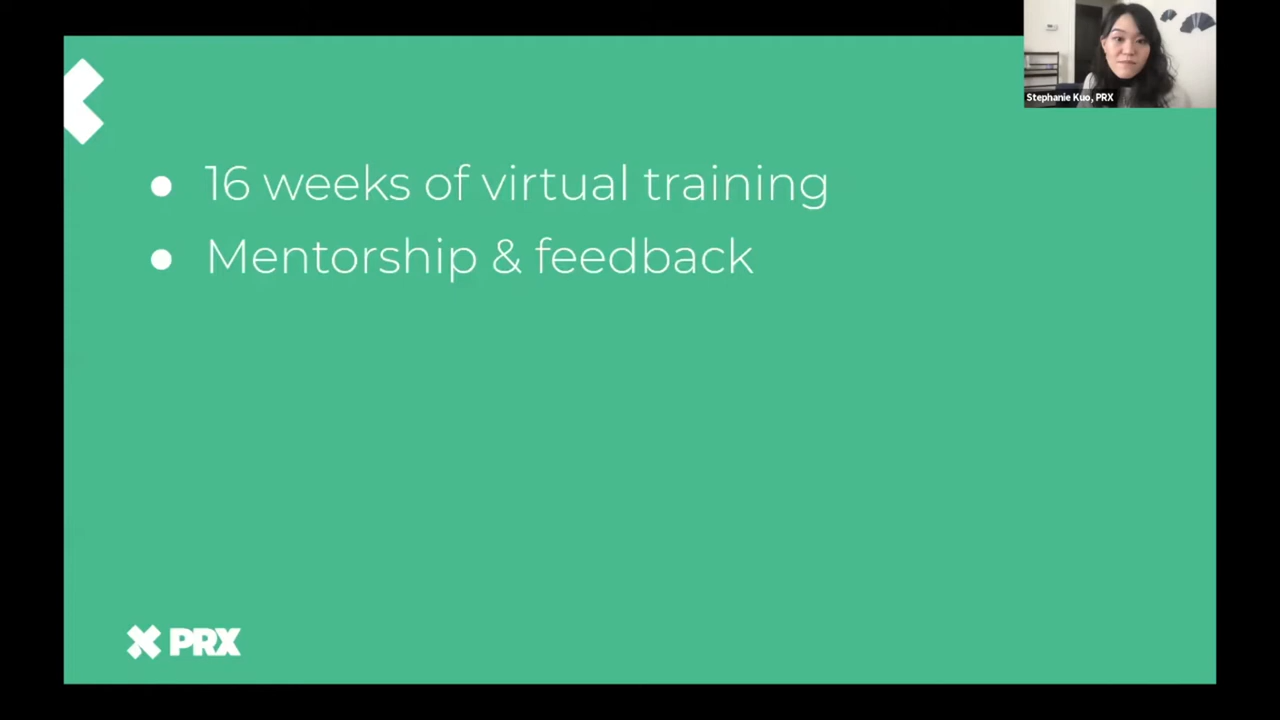 Stephanie Kuo, PRX
● 16 weeks of virtual training
● Mentorship & feedback
PRX